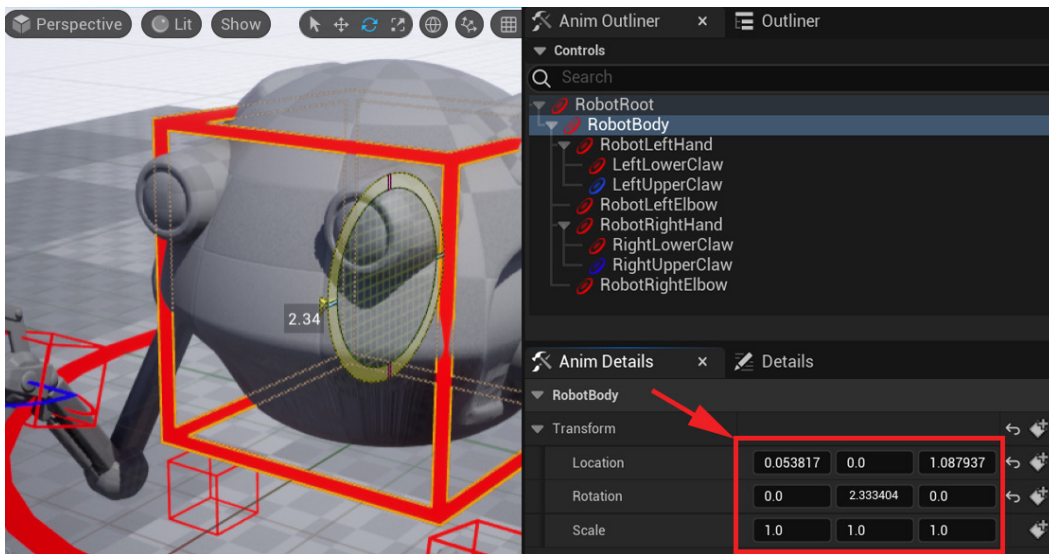 Perspective Lit Show
2.34
Anim Outliner × Outliner
Controls
Search
RobotRoot
RobotBody
RobotLeftHand
LeftLowerClaw
LeftUpperClaw
RobotLeftElbow
RobotRightHand
RightLowerClaw
RightUpperClaw
RobotRightElbow
Anim Details × Details
RobotBody
Transform
Location 0.053817 0.0 1.087937
Rotation 0.0 2.333404 0.0
Scale 1.0 1.0 1.0